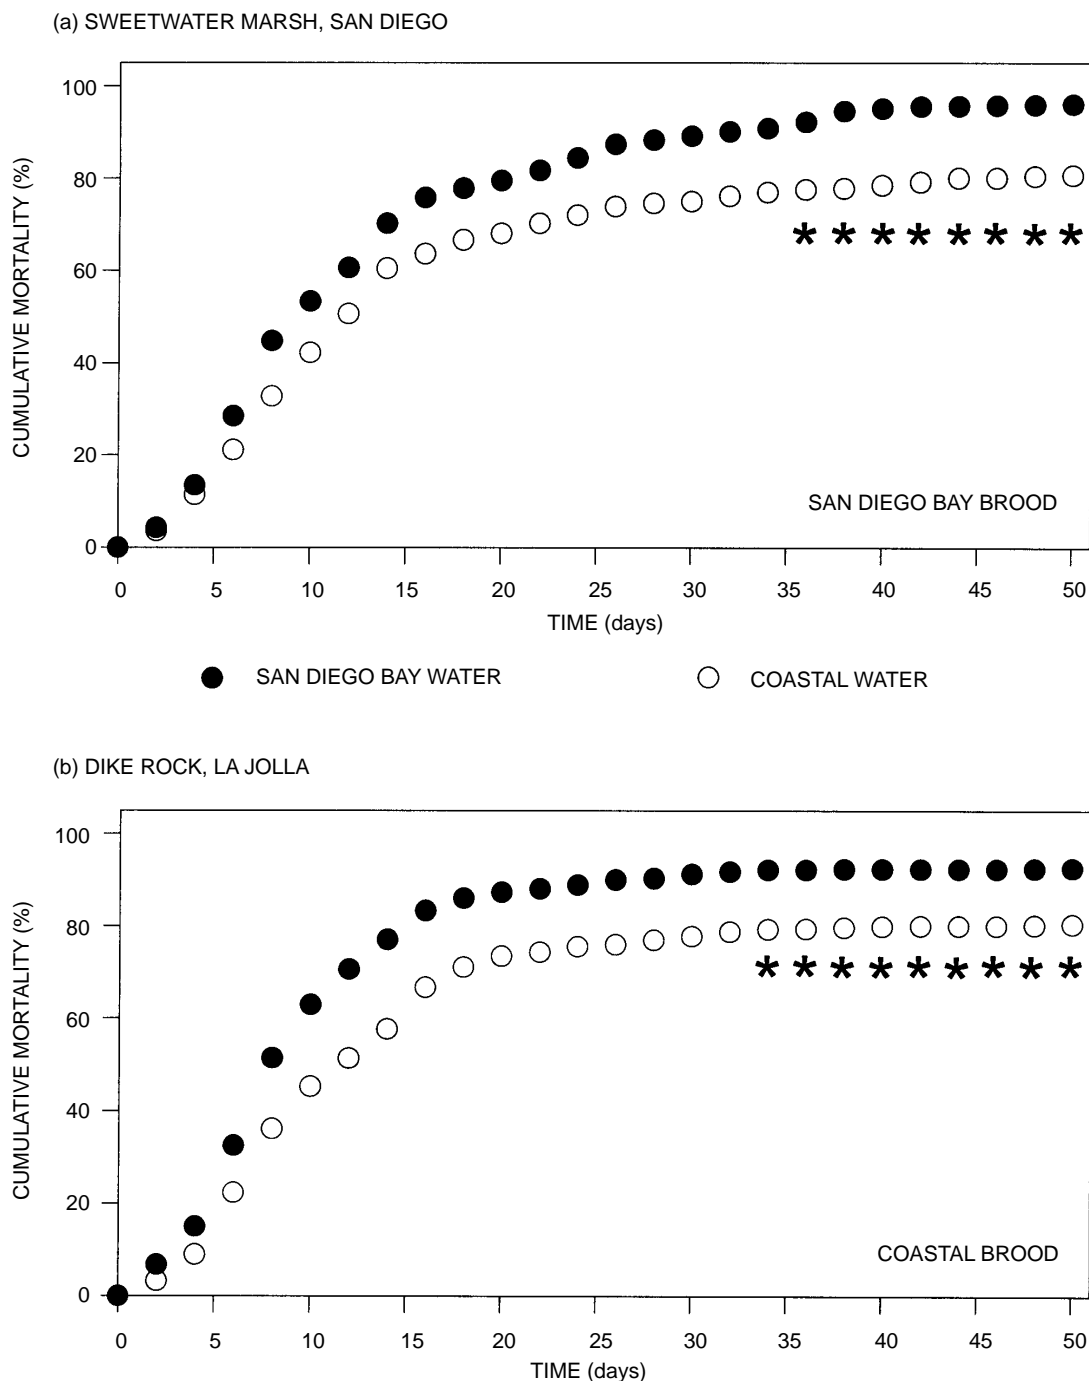 (a) SWEETWATER MARSH, SAN DIEGO
100
80
60
40
20
0
CUMULATIVE MORTALITY (%)
SAN DIEGO BAY BROOD
0 5 10 15 20 25 30 35 40 45 50
TIME (days)
SAN DIEGO BAY WATER COASTAL WATER
(b) DIKE ROCK, LA JOLLA
100
80
60
40
20
0
CUMULATIVE MORTALITY (%)
COASTAL BROOD
0 5 10 15 20 25 30 35 40 45 50
TIME (days)